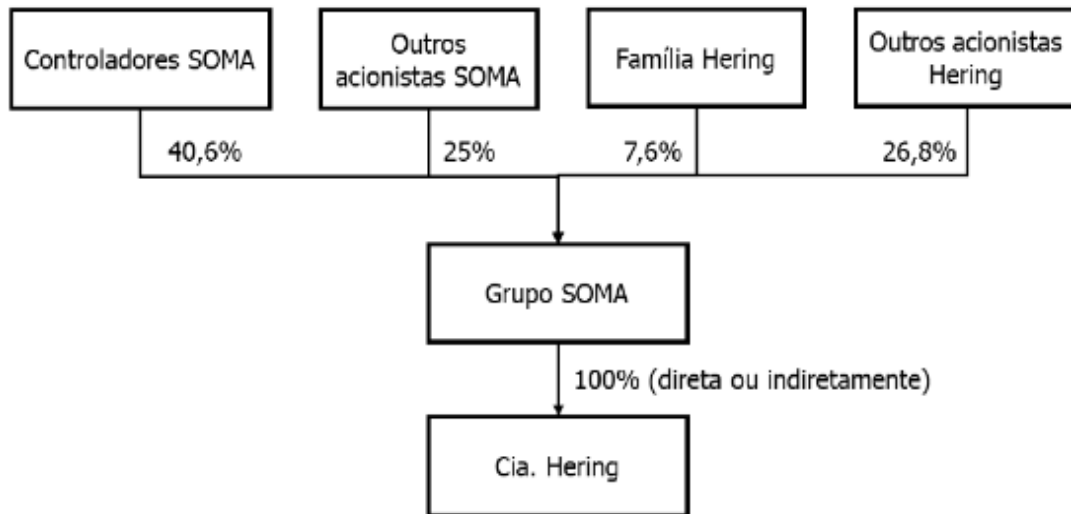 Controladores SOMA
Outros
acionistas SOMA
Família Hering
Outros acionistas
Hering
40,6%
25%
7,6%
26,8%
Grupo SOMA
100% (direta ou indiretamente)
Cia. Hering